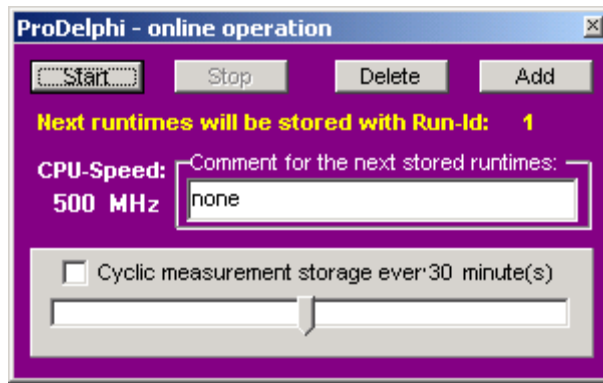 ProDelphi - online operation
Start Stop Delete Add
Next runtimes will be stored with Run-Id: 1
CPU-Speed:
500 MHz
Comment for the next stored runtimes:
none
Cyclic measurement storage ever 30 minute(s)